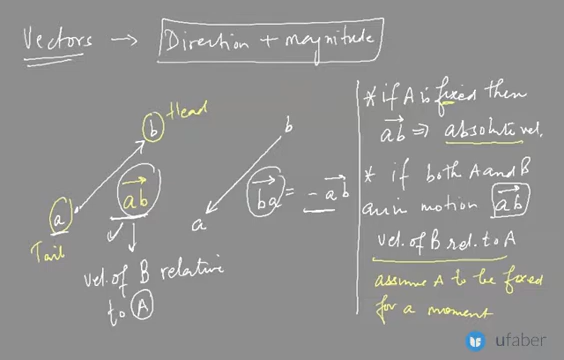 Vectors → Direction + magnitude
b Head
a
Tail
ab
vel. of B relative
to A
b
a
ba = - ab
* if A is fixed then
ab ⇒ absolute vel.
* if both A and B
are in motion ab
vel. of B rel. to A
assume A to be fixed
for a moment
ufaber